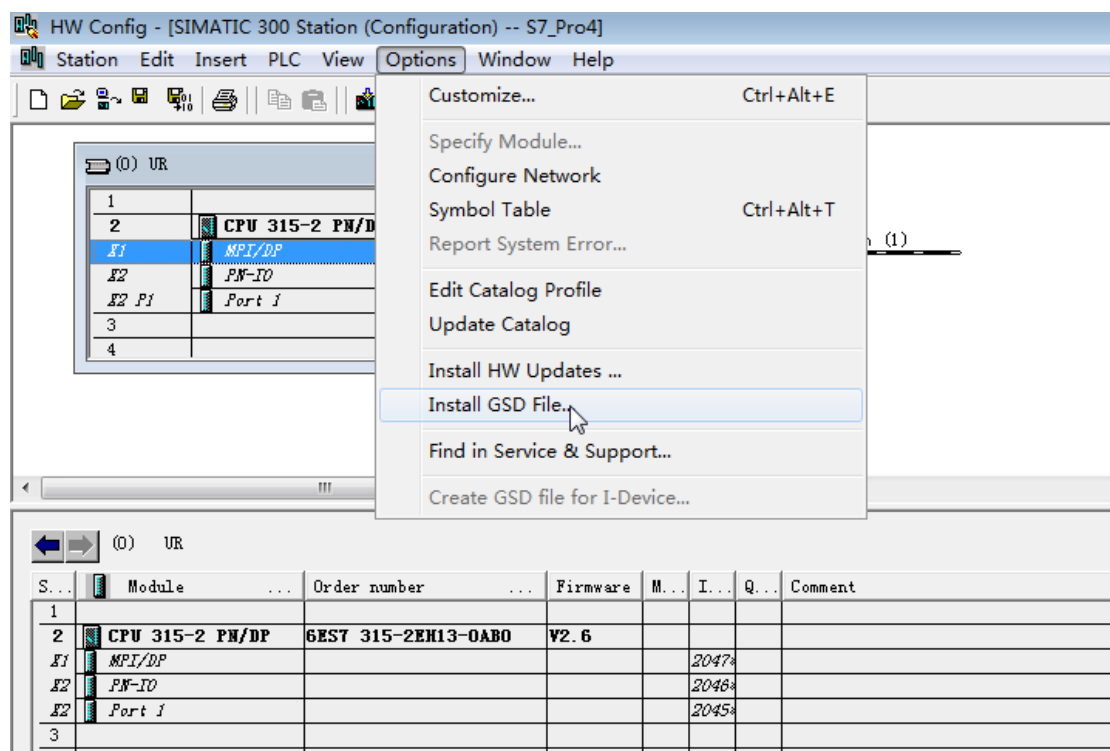 HW Config - [SIMATIC 300 Station (Configuration) -- S7_Pro4]
Station Edit Insert PLC View Options Window Help
Customize... Ctrl+Alt+E
Specify Module...
Configure Network
Symbol Table Ctrl+Alt+T
Report System Error...
Edit Catalog Profile
Update Catalog
Install HW Updates ...
Install GSD File..
Find in Service & Support...
Create GSD file for I-Device...
(0) UR
1
2 CPU 315-2 PN/D
X1 MPI/DP
X2 PN-IO
X2 P1 Port 1
3
4
(1)
(0) UR
S... Module ... Order number ... Firmware M... I... Q... Comment
1
2 CPU 315-2 PN/DP 6ES7 315-2EH13-0AB0 V2.6
X1 MPI/DP 2047*
X2 PN-IO 2046*
X2 Port 1 2045*
3